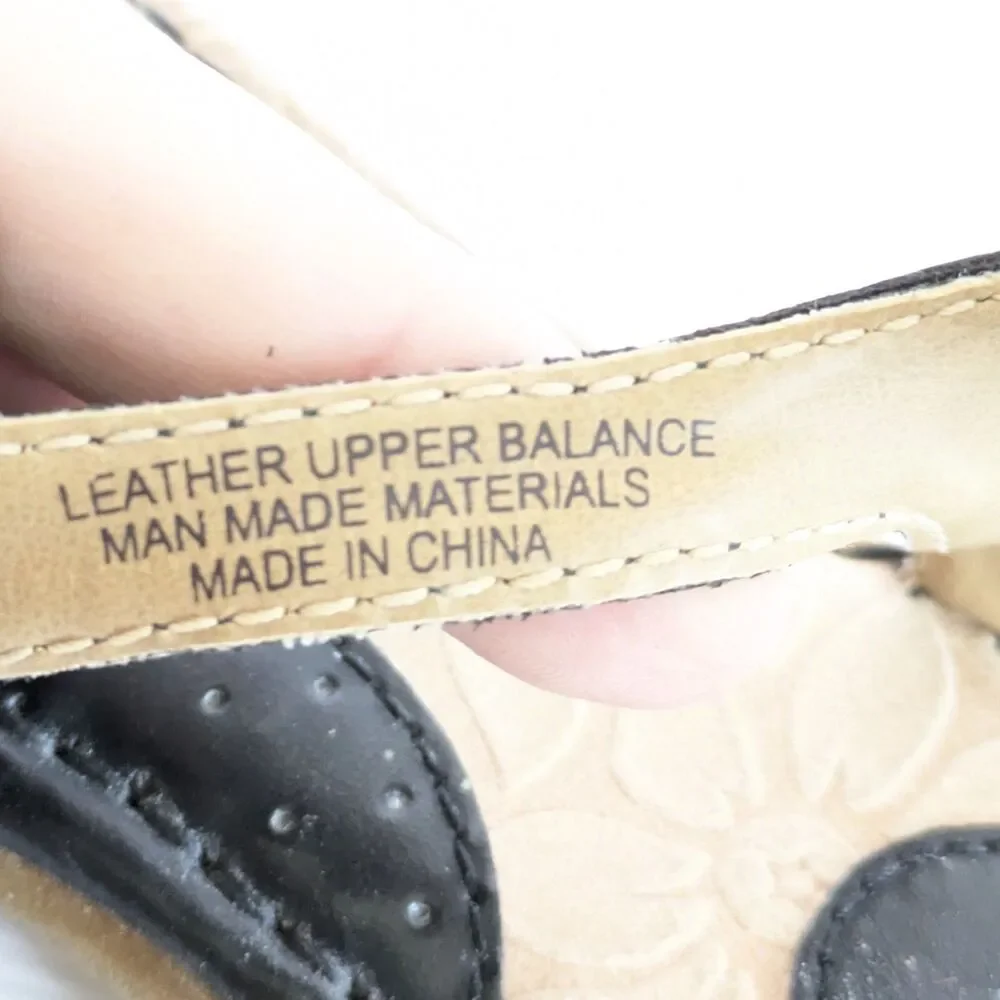 LEATHER UPPER BALANCE
MAN MADE MATERIALS
MADE IN CHINA